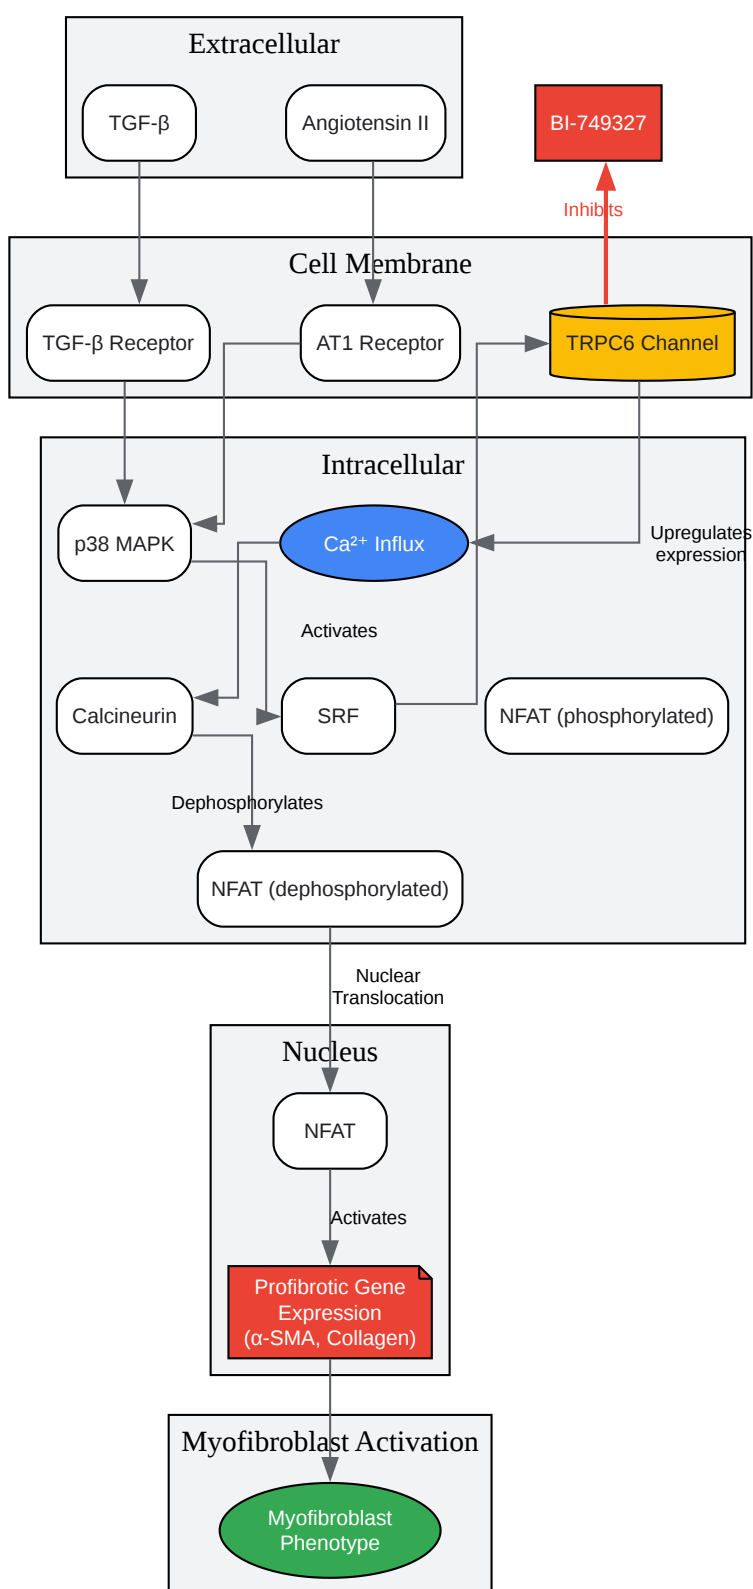 Extracellular
TGF-β
Angiotensin II
BI-749327
Inhibits
Cell Membrane
TGF-β Receptor
AT1 Receptor
TRPC6 Channel
Intracellular
p38 MAPK
Ca²⁺ Influx
Upregulates
expression
Activates
Calcineurin
SRF
NFAT (phosphorylated)
Dephosphorylates
NFAT (dephosphorylated)
Nuclear
Translocation
Nucleus
NFAT
Activates
Profibrotic Gene
Expression
(α-SMA, Collagen)
Myofibroblast Activation
Myofibroblast
Phenotype